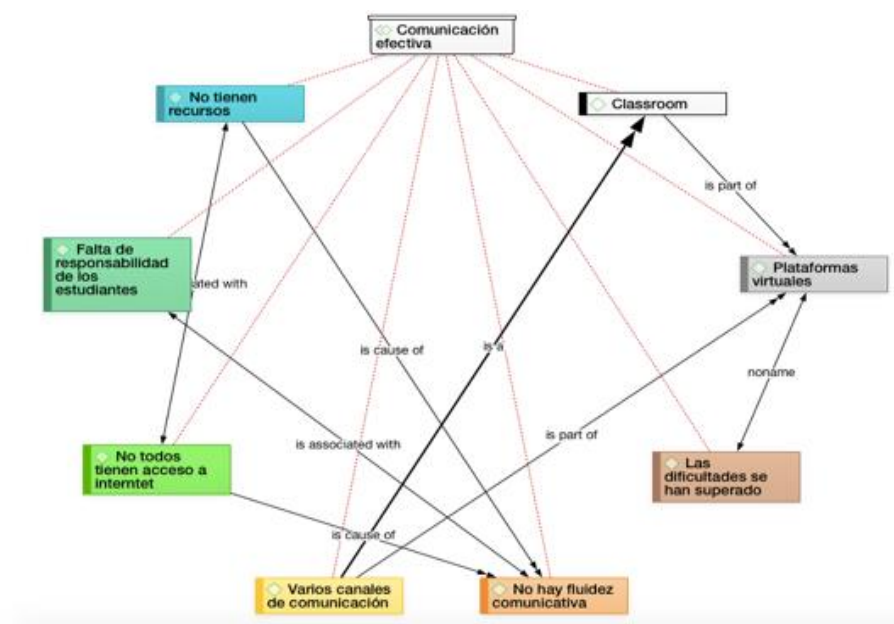 Comunicación
efectiva
No tienen
recursos
Classroom
is part of
Falta de
responsabilidad
de los
estudiantes
Plataformas
virtuales
ated with
is cause of
is a
noname
is part of
is associated with
No todos
tienen acceso a
interntet
Las
dificultades se
han superado
is cause of
Varios canales
de comunicación
No hay fluidez
comunicativa